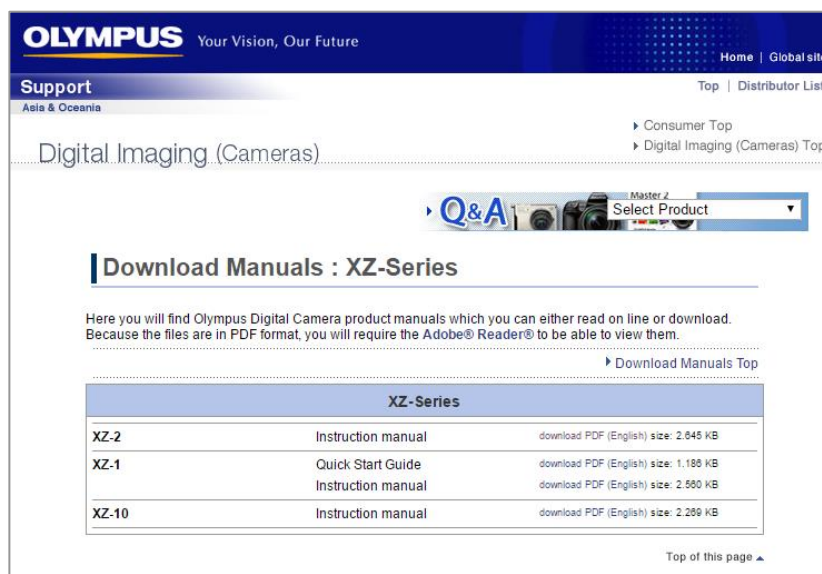 OLYMPUS Your Vision, Our Future
Home | Global site
Support
Top | Distributor List
Asia & Oceania
Consumer Top
Digital Imaging (Cameras) Top
Digital Imaging (Cameras)
Q&A
Master 2
Select Product
Download Manuals : XZ-Series
Here you will find Olympus Digital Camera product manuals which you can either read on line or download.
Because the files are in PDF format, you will require the Adobe® Reader® to be able to view them.
Download Manuals Top
XZ-Series
XZ-2 Instruction manual download PDF (English) size: 2.645 KB
XZ-1 Quick Start Guide download PDF (English) size: 1.186 KB
Instruction manual download PDF (English) size: 2.560 KB
XZ-10 Instruction manual download PDF (English) size: 2.269 KB
Top of this page